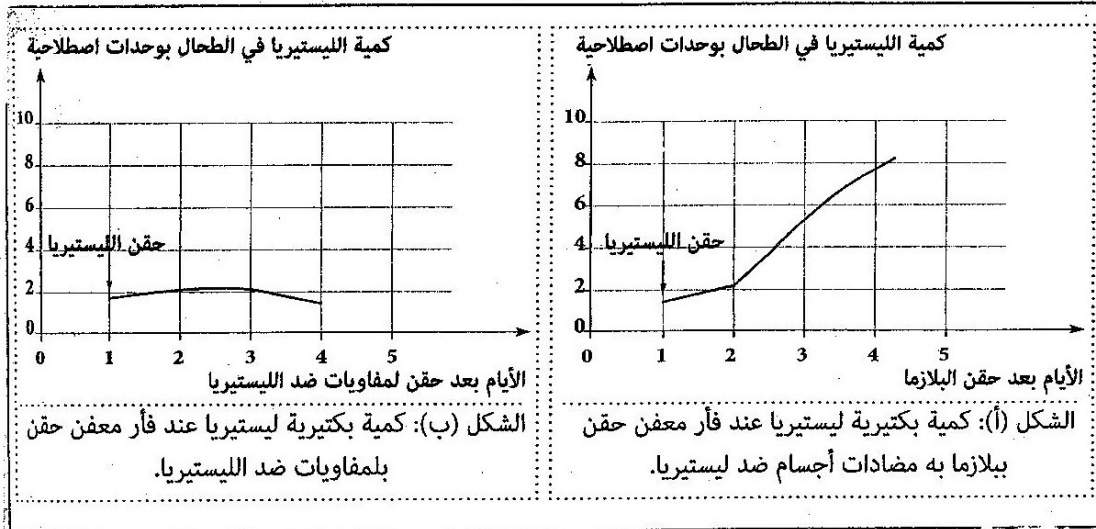 كمية الليستيريا في الطحال بوحدات اصطلاحية
10
8
6
4
2
0
حقن الليستيريا
0 1 2 3 4 5
الأيام بعد حقن البلازما
الشكل (أ): كمية بكتيرية ليستيريا عند فأر معفن حقن
ببلازما به مضادات أجسام ضد ليستيريا.
كمية الليستيريا في الطحال بوحدات اصطلاحية
10
8
6
4
2
0
حقن الليستيريا
0 1 2 3 4 5
الأيام بعد حقن لمفاويات ضد الليستيريا
الشكل (ب): كمية بكتيرية ليستيريا عند فأر معفن حقن
بلمفاويات ضد الليستيريا.